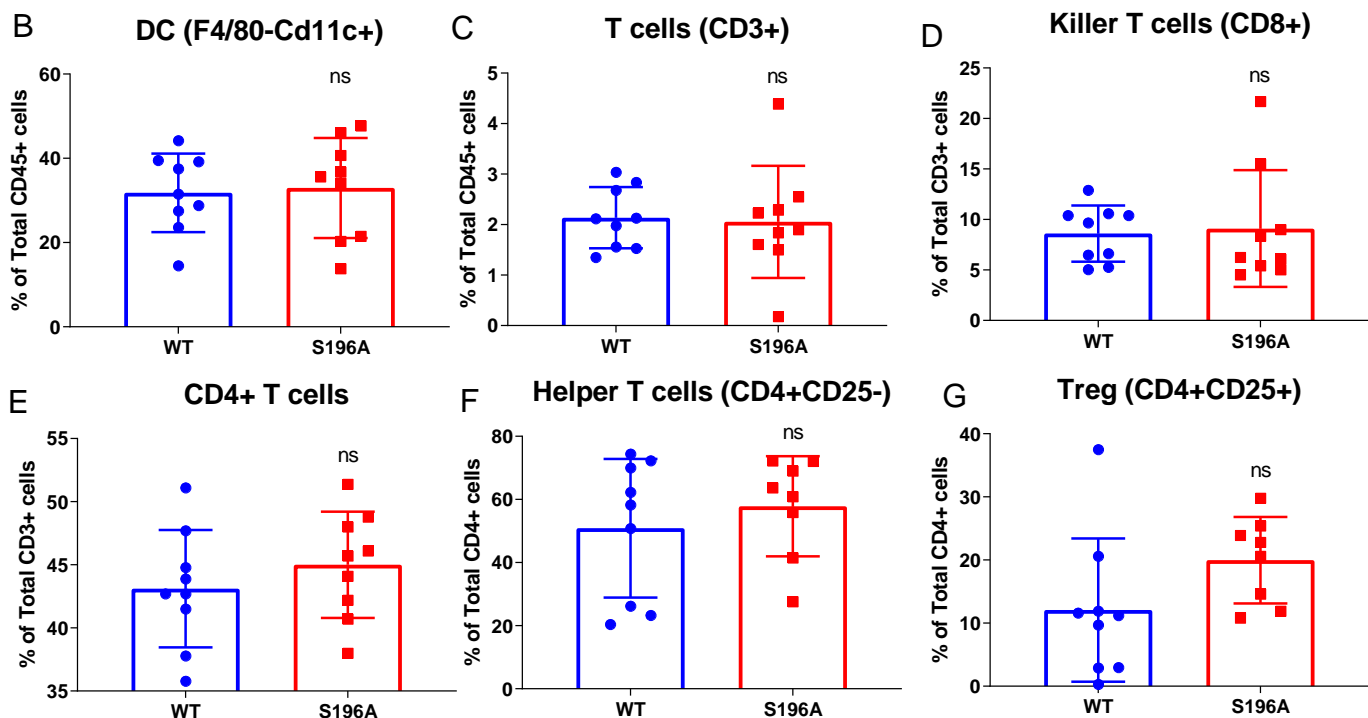 B
DC (F4/80-Cd11c+)
% of Total CD45+ cells
60
40
20
0
ns
WT
S196A
C
T cells (CD3+)
% of Total CD45+ cells
5
4
3
2
1
0
ns
WT
S196A
D
Killer T cells (CD8+)
% of Total CD3+ cells
25
20
15
10
5
0
ns
WT
S196A
E
CD4+ T cells
% of Total CD3+ cells
55
50
45
40
35
ns
WT
S196A
F
Helper T cells (CD4+CD25-)
% of Total CD4+ cells
80
60
40
20
0
ns
WT
S196A
G
Treg (CD4+CD25+)
% of Total CD4+ cells
40
30
20
10
0
ns
WT
S196A